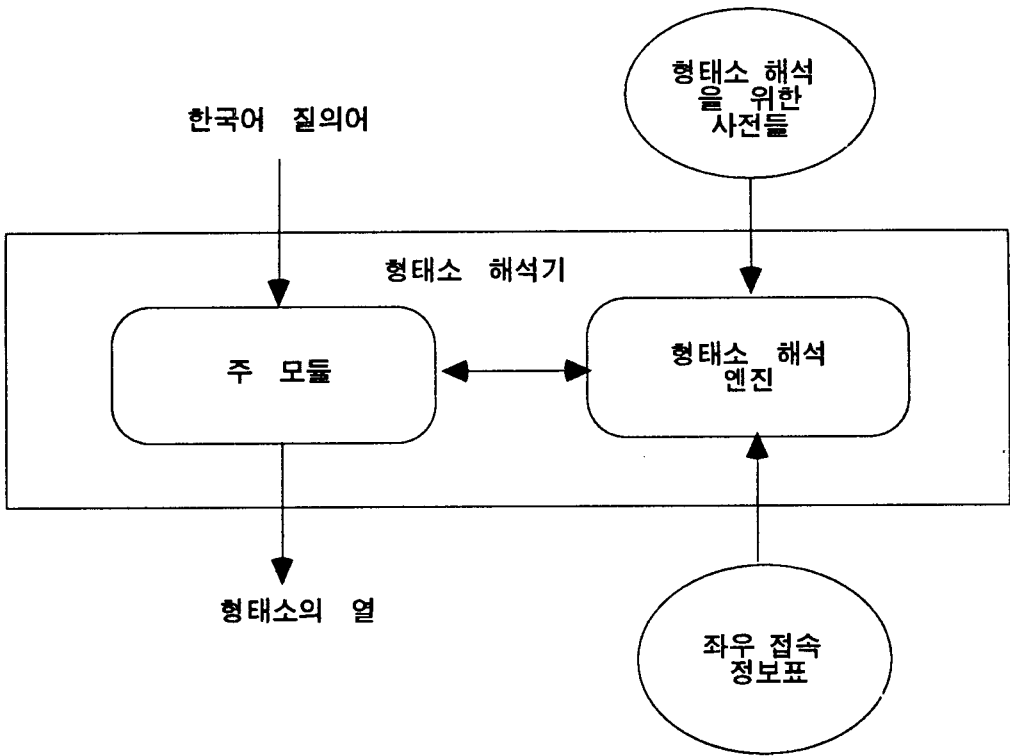 형태소 해석
을 위한
사전들
한국어 질의어
형태소 해석기
주 모듈
형태소 해석
엔진
형태소의 열
좌우 접속
정보표